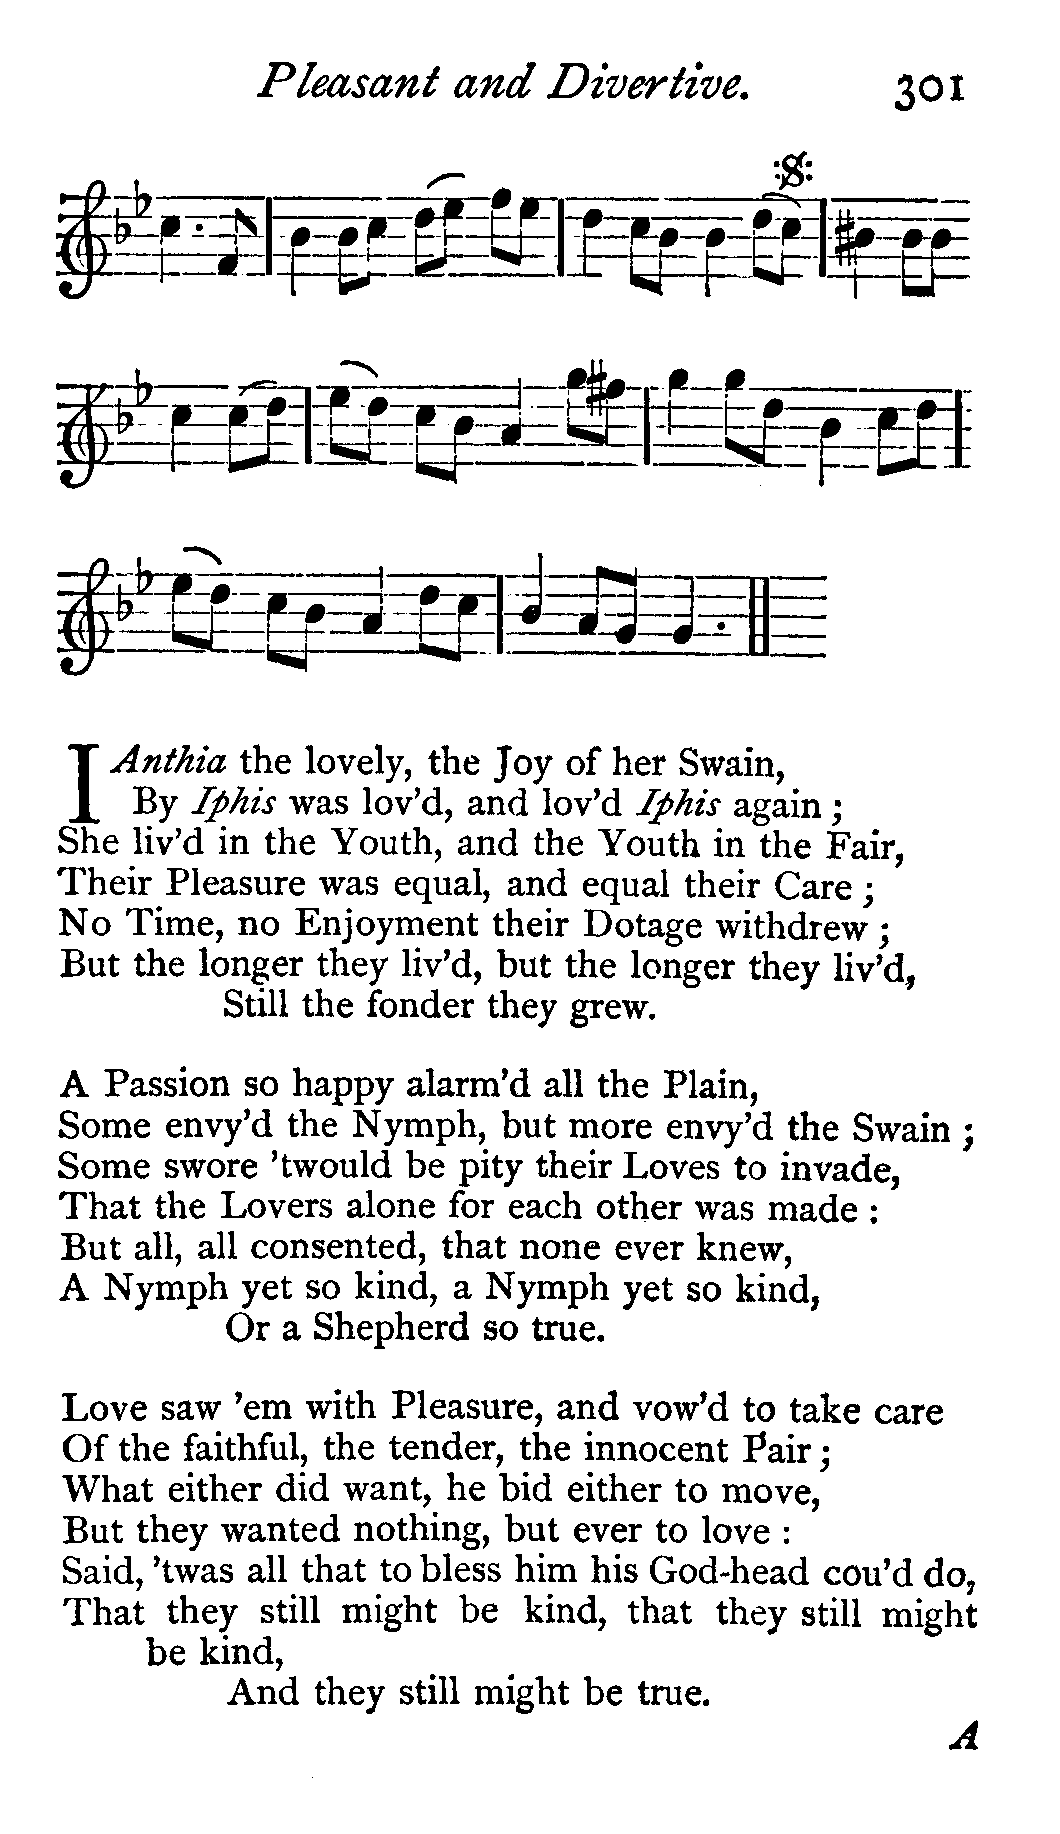 Pleasant and Divertive. 301
IAnthia the lovely, the Joy of her Swain,
By Iphis was lov'd, and lov'd Iphis again ;
She liv'd in the Youth, and the Youth in the Fair,
Their Pleasure was equal, and equal their Care ;
No Time, no Enjoyment their Dotage withdrew ;
But the longer they liv'd, but the longer they liv'd,
Still the fonder they grew.
A Passion so happy alarm'd all the Plain,
Some envy'd the Nymph, but more envy'd the Swain ;
Some swore 'twould be pity their Loves to invade,
That the Lovers alone for each other was made :
But all, all consented, that none ever knew,
A Nymph yet so kind, a Nymph yet so kind,
Or a Shepherd so true.
Love saw 'em with Pleasure, and vow'd to take care
Of the faithful, the tender, the innocent Pair ;
What either did want, he bid either to move,
But they wanted nothing, but ever to love :
Said, 'twas all that to bless him his God-head cou'd do,
That they still might be kind, that they still might
be kind,
And they still might be true.
A